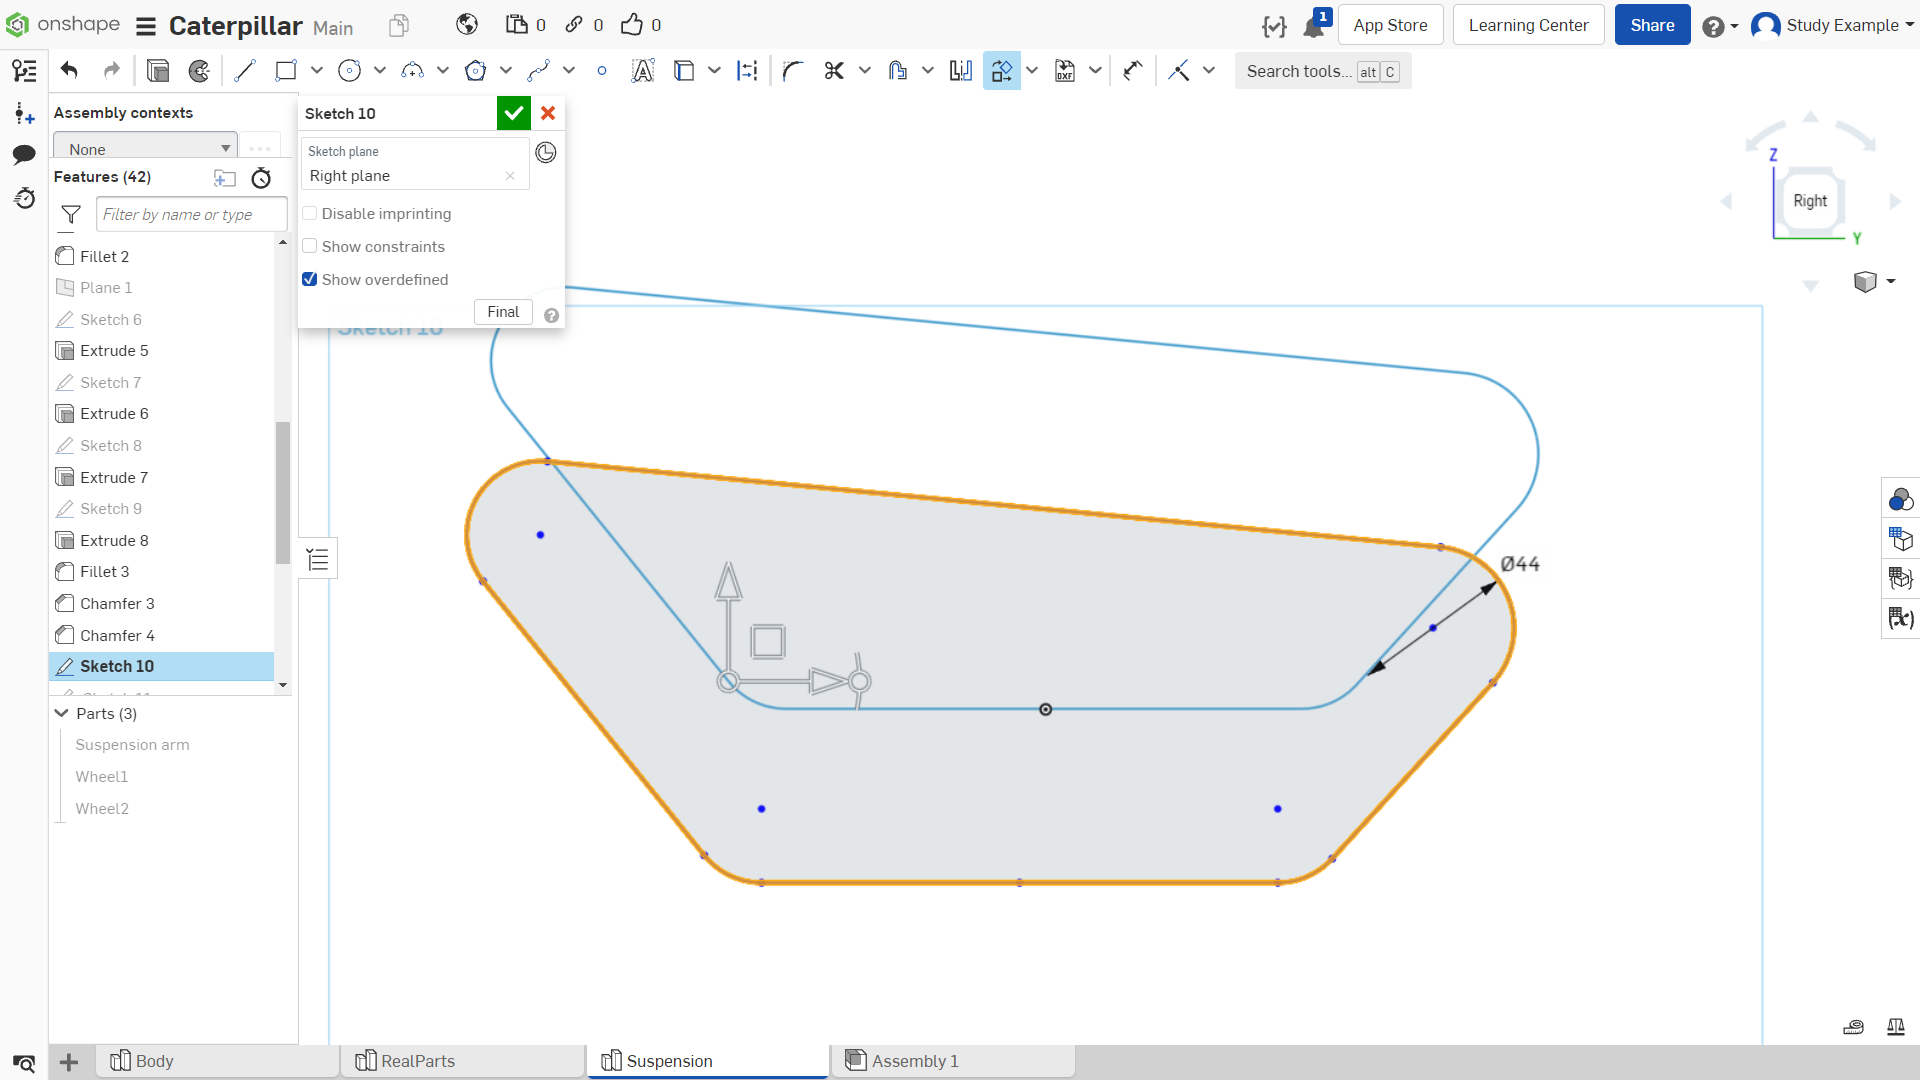 onshape
Caterpillar Main
0
0
0
1
App Store
Learning Center
Share
Study Example
Search tools... alt C
Assembly contexts
None
Features (42)
Filter by name or type
Fillet 2
Plane 1
Sketch 6
Extrude 5
Sketch 7
Extrude 6
Sketch 8
Extrude 7
Sketch 9
Extrude 8
Fillet 3
Chamfer 3
Chamfer 4
Sketch 10
Parts (3)
Suspension arm
Wheel1
Wheel2
Sketch 10
Sketch plane
Right plane
Disable imprinting
Show constraints
Show overdefined
Final
Sketch 10
Z
Right
Y
Ø44
Body
RealParts
Suspension
Assembly 1